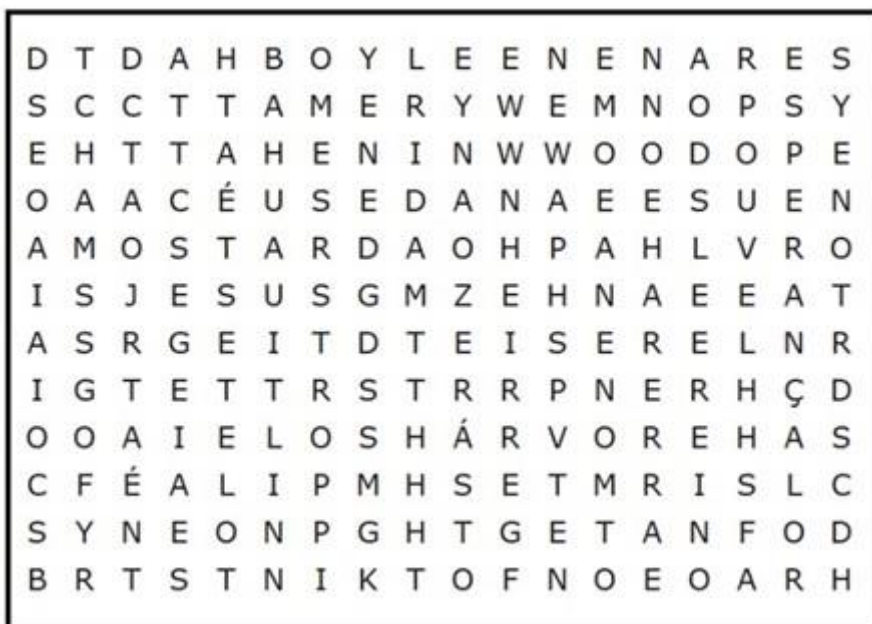 D T D A H B O Y L E E N E N A R E S
S C C T T A M E R Y W E M N O P S Y
E H T T A H E N I N W W O O D O P E
O A A C É U S E D A N A E E S U E N
A M O S T A R D A O H P A H L V R O
I S J E S U S G M Z E H N A E E A T
A S R G E I T D T E I S E R E L N R
I G T E T T R S T R R P N E R H Ç D
O O A I E L O S H Á R V O R E H A S
C F É A L I P M H S E T M R I S L C
S Y N E O N P G H T G E T A N F O D
B R T S T N I K T O F N O E O A R H